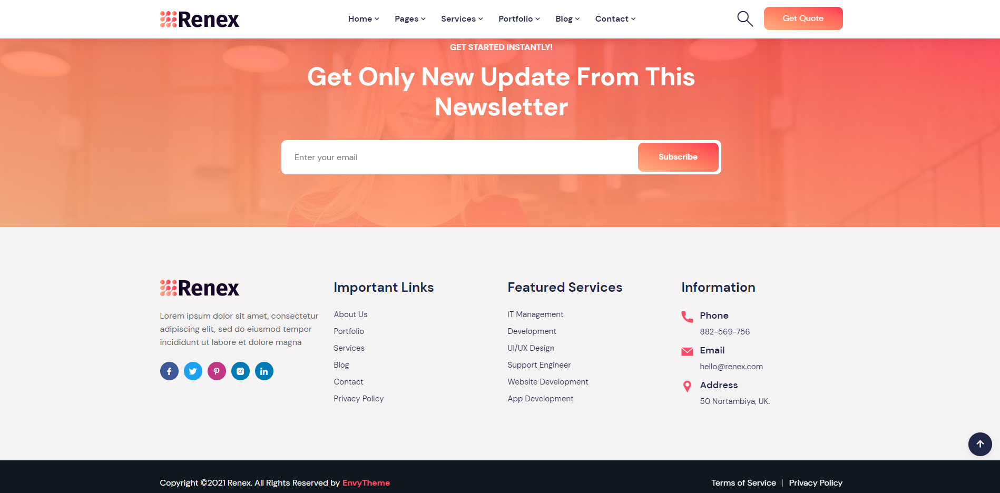 Renex
Home
Pages
Services
Portfolio
Blog
Contact
Get Quote
GET STARTED INSTANTLY!
Get Only New Update From This
Newsletter
Enter your email
Subscribe
Renex
Lorem ipsum dolor sit amet, consectetur
adipiscing elit, sed do eiusmod tempor
incididunt ut labore et dolore magna
Important Links
About Us
Portfolio
Services
Blog
Contact
Privacy Policy
Featured Services
IT Management
Development
UI/UX Design
Support Engineer
Website Development
App Development
Information
Phone
882-569-756
Email
hello@renex.com
Address
50 Nortambiya, UK.
Copyright ©2021 Renex. All Rights Reserved by EnvyTheme
Terms of Service | Privacy Policy